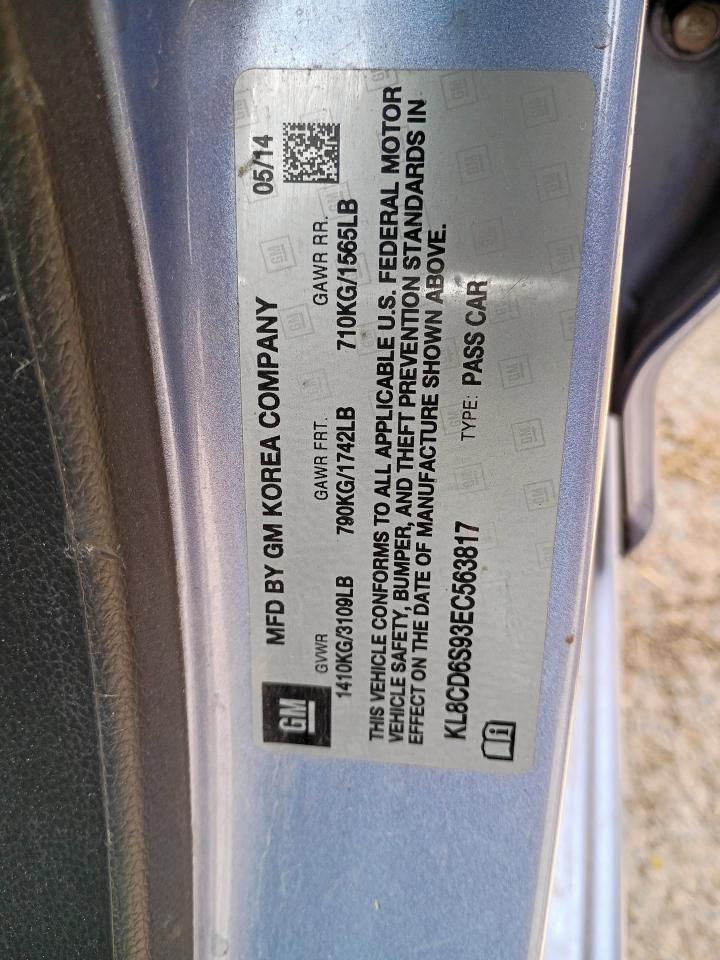 GM
MFD BY GM KOREA COMPANY 05/14
GVWR GAWR FRT. GAWR RR.
1410KG/3109LB 790KG/1742LB 710KG/1565LB
THIS VEHICLE CONFORMS TO ALL APPLICABLE U.S. FEDERAL MOTOR
VEHICLE SAFETY, BUMPER, AND THEFT PREVENTION STANDARDS IN
EFFECT ON THE DATE OF MANUFACTURE SHOWN ABOVE.
KL8CD6S93EC563817 TYPE: PASS CAR